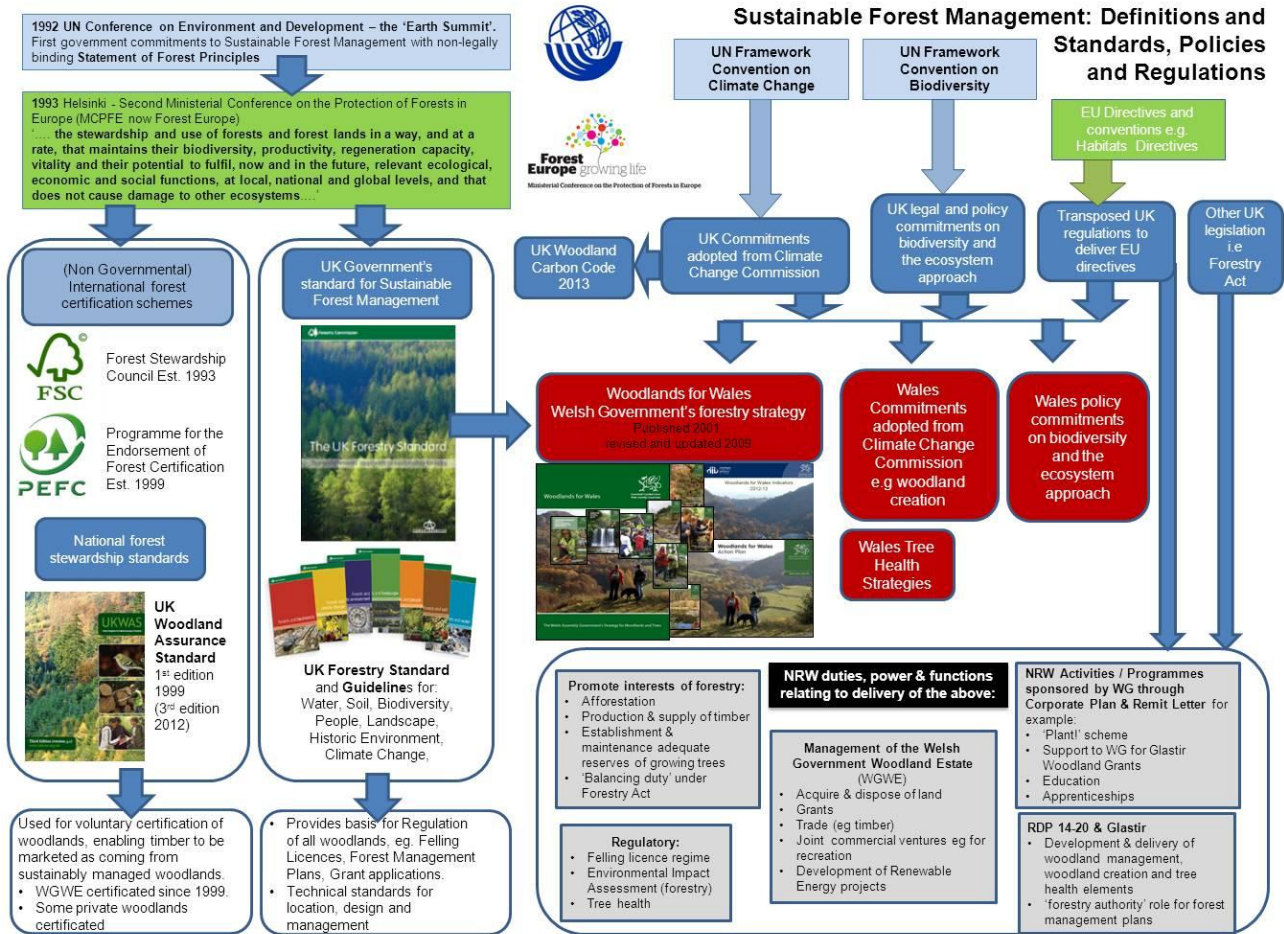 Sustainable Forest Management: Definitions and
Standards, Policies
and Regulations
1992 UN Conference on Environment and Development – the ‘Earth Summit’.
First government commitments to Sustainable Forest Management with non-legally
binding Statement of Forest Principles
1993 Helsinki - Second Ministerial Conference on the Protection of Forests in
Europe (MCPFE now Forest Europe)
‘.... the stewardship and use of forests and forest lands in a way, and at a
rate, that maintains their biodiversity, productivity, regeneration capacity,
vitality and their potential to fulfil, now and in the future, relevant ecological,
economic and social functions, at local, national and global levels, and that
does not cause damage to other ecosystems....’
Forest
Europe growing life
Ministerial Conference on the Protection of Forests in Europe
UN Framework
Convention on
Climate Change
UN Framework
Convention on
Biodiversity
EU Directives and
conventions e.g.
Habitats Directives
UK Woodland
Carbon Code
2013
UK Commitments
adopted from Climate
Change Commission
UK legal and policy
commitments on
biodiversity and
the ecosystem
approach
Transposed UK
regulations to
deliver EU
directives
Other UK
legislation
i.e
Forestry
Act
(Non Governmental)
International forest
certification schemes
©
FSC
Forest Stewardship
Council Est. 1993
PEFC
Programme for the
Endorsement of
Forest Certification
Est. 1999
National forest
stewardship standards
UKWAS
UK
Woodland
Assurance
Standard
1st edition
1999
(3rd edition
2012)
UK Government’s
standard for Sustainable
Forest Management
Forestry Commission
The UK Forestry Standard
UK Forestry Standard
and Guidelines for:
Water, Soil, Biodiversity,
People, Landscape,
Historic Environment,
Climate Change,
Woodlands for Wales
Welsh Government’s forestry strategy
Published 2001
revised and updated 2009
Woodlands for Wales
Woodlands for Wales Indicators
2012-13
Woodlands for Wales
Action Plan
The Welsh Assembly Government's Strategy for Woodlands and Trees
Wales
Commitments
adopted from
Climate Change
Commission
e.g woodland
creation
Wales policy
commitments
on biodiversity
and the
ecosystem
approach
Wales Tree
Health
Strategies
Used for voluntary certification of
woodlands, enabling timber to be
marketed as coming from
sustainably managed woodlands.
• WGWE certificated since 1999.
• Some private woodlands
certificated
• Provides basis for Regulation
of all woodlands, eg. Felling
Licences, Forest Management
Plans, Grant applications.
• Technical standards for
location, design and
management
Promote interests of forestry:
• Afforestation
• Production & supply of timber
• Establishment &
maintenance adequate
reserves of growing trees
• ‘Balancing duty’ under
Forestry Act
Regulatory:
• Felling licence regime
• Environmental Impact
Assessment (forestry)
• Tree health
NRW duties, power & functions
relating to delivery of the above:
Management of the Welsh
Government Woodland Estate
(WGWE)
• Acquire & dispose of land
• Grants
• Trade (eg timber)
• Joint commercial ventures eg for
recreation
• Development of Renewable
Energy projects
NRW Activities / Programmes
sponsored by WG through
Corporate Plan & Remit Letter for
example:
• ‘Plant!’ scheme
• Support to WG for Glastir
Woodland Grants
• Education
• Apprenticeships
RDP 14-20 & Glastir
• Development & delivery of
woodland management,
woodland creation and tree
health elements
• ‘forestry authority’ role for forest
management plans